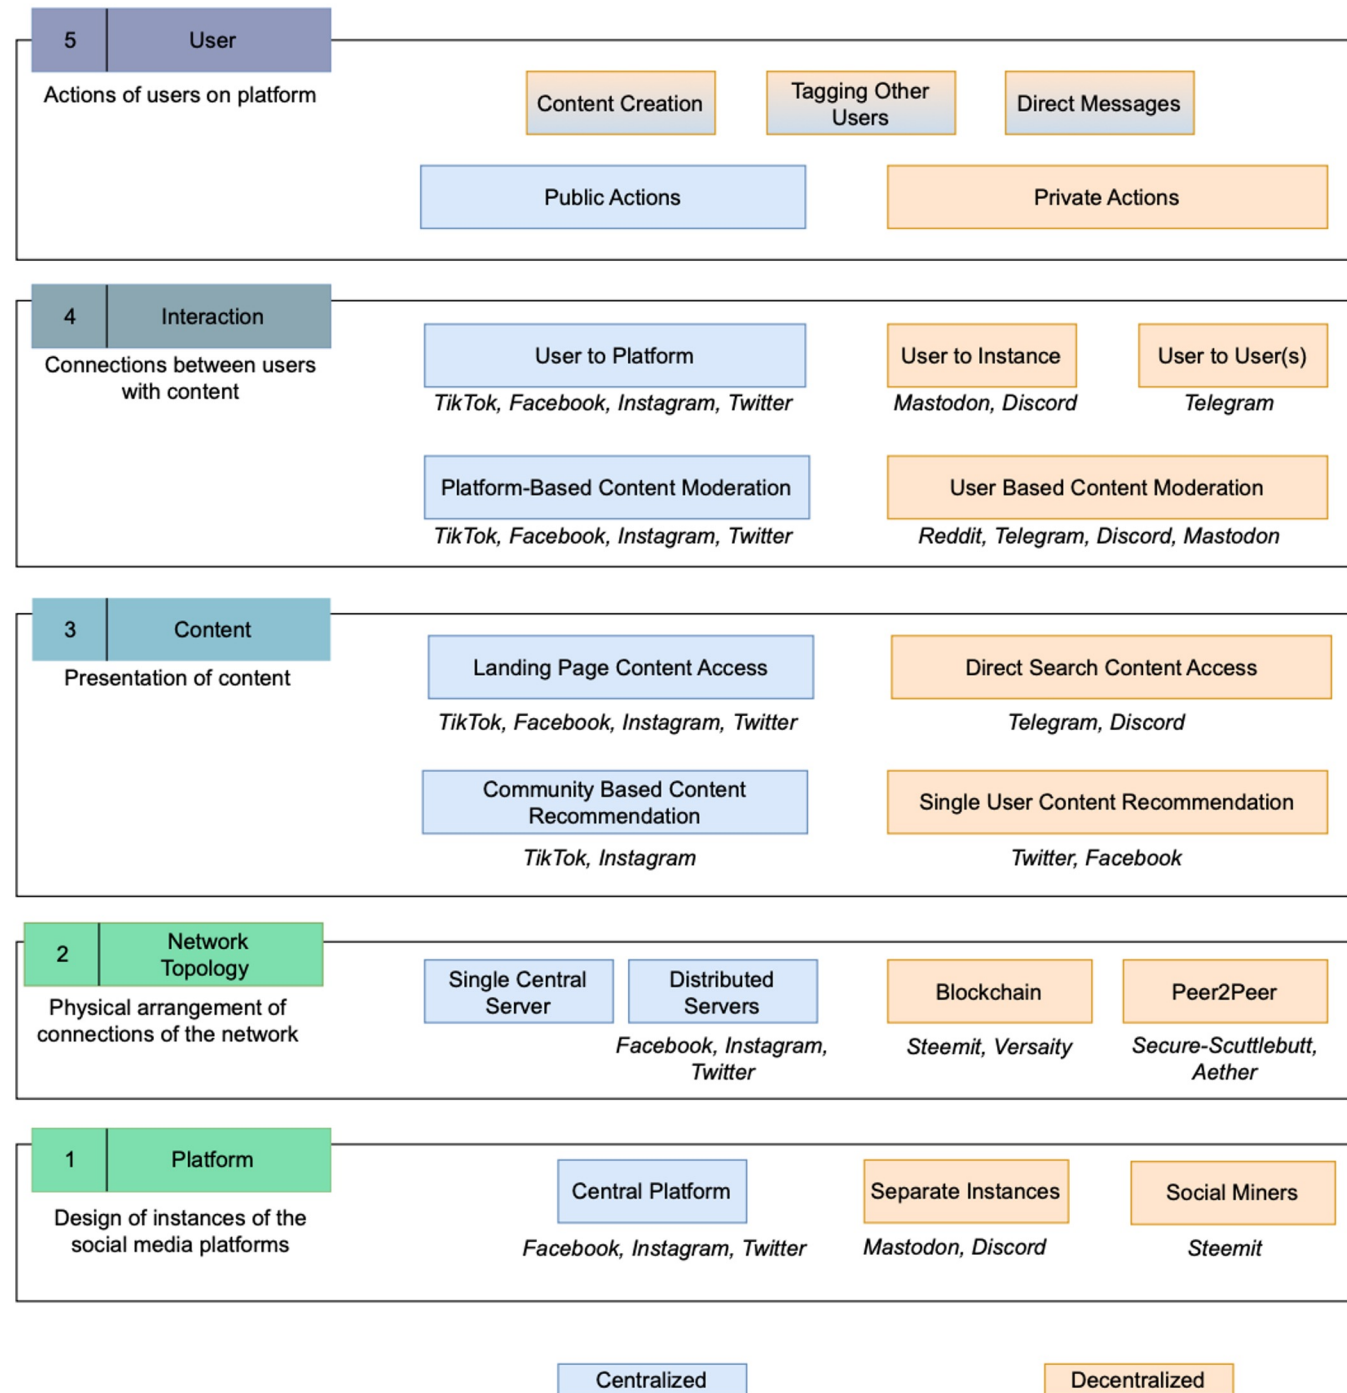 5 User
Actions of users on platform
Content Creation
Tagging Other
Users
Direct Messages
Public Actions
Private Actions
4 Interaction
Connections between users
with content
User to Platform
TikTok, Facebook, Instagram, Twitter
User to Instance
Mastodon, Discord
User to User(s)
Telegram
Platform-Based Content Moderation
TikTok, Facebook, Instagram, Twitter
User Based Content Moderation
Reddit, Telegram, Discord, Mastodon
3 Content
Presentation of content
Landing Page Content Access
TikTok, Facebook, Instagram, Twitter
Direct Search Content Access
Telegram, Discord
Community Based Content
Recommendation
TikTok, Instagram
Single User Content Recommendation
Twitter, Facebook
2 Network
Topology
Physical arrangement of
connections of the network
Single Central
Server
Distributed
Servers
Facebook, Instagram,
Twitter
Blockchain
Steemit, Versaity
Peer2Peer
Secure-Scuttlebutt,
Aether
1 Platform
Design of instances of the
social media platforms
Central Platform
Facebook, Instagram, Twitter
Separate Instances
Mastodon, Discord
Social Miners
Steemit
Centralized
Decentralized